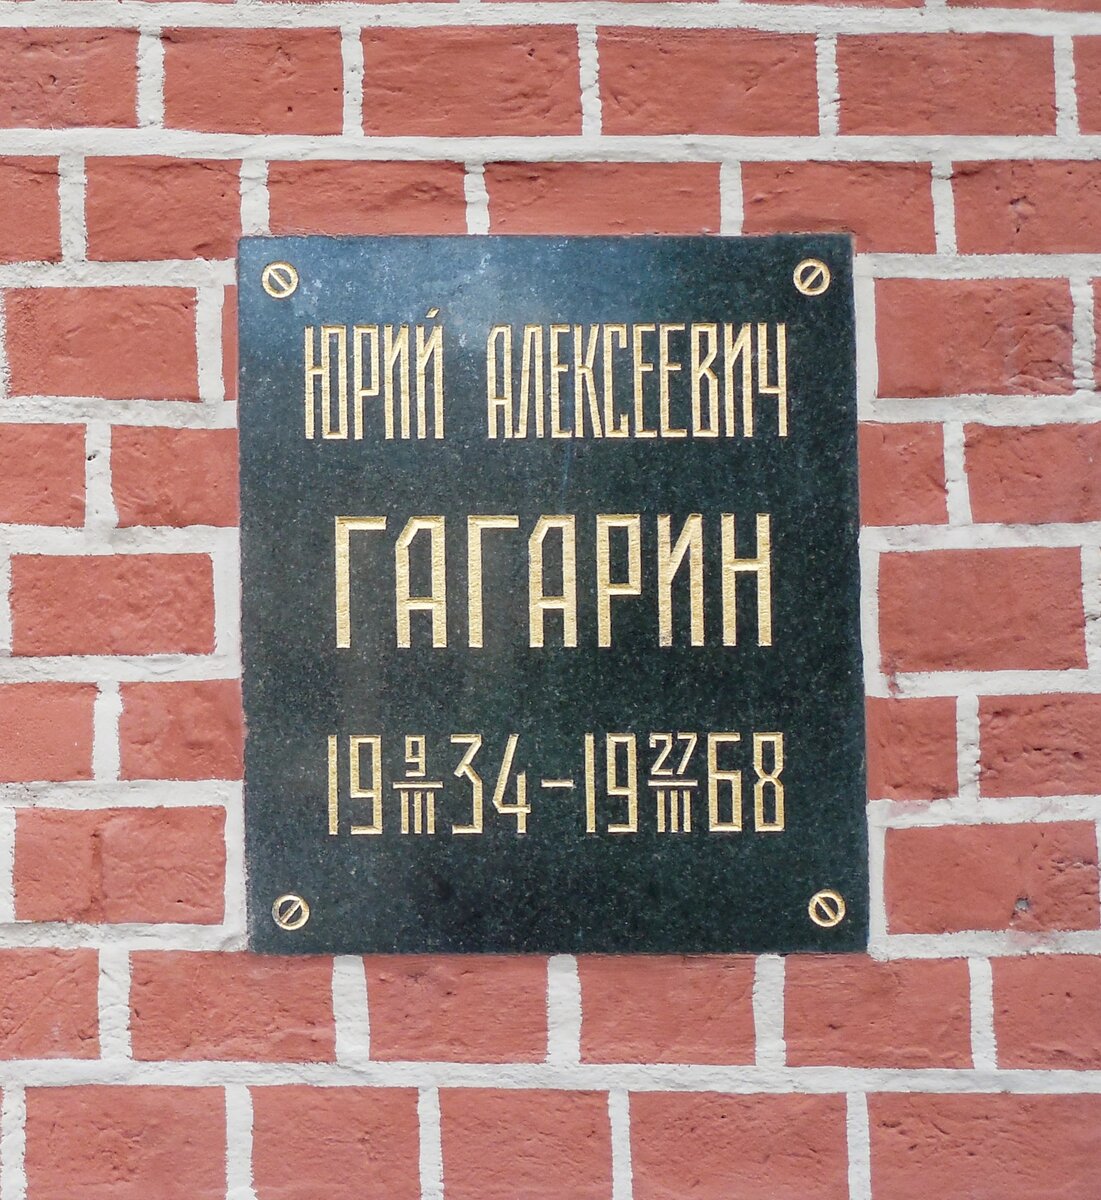 ЮРИЙ АЛЕКСЕЕВИЧ
ГАГАРИН
19 9/III 34-19 27/III 68